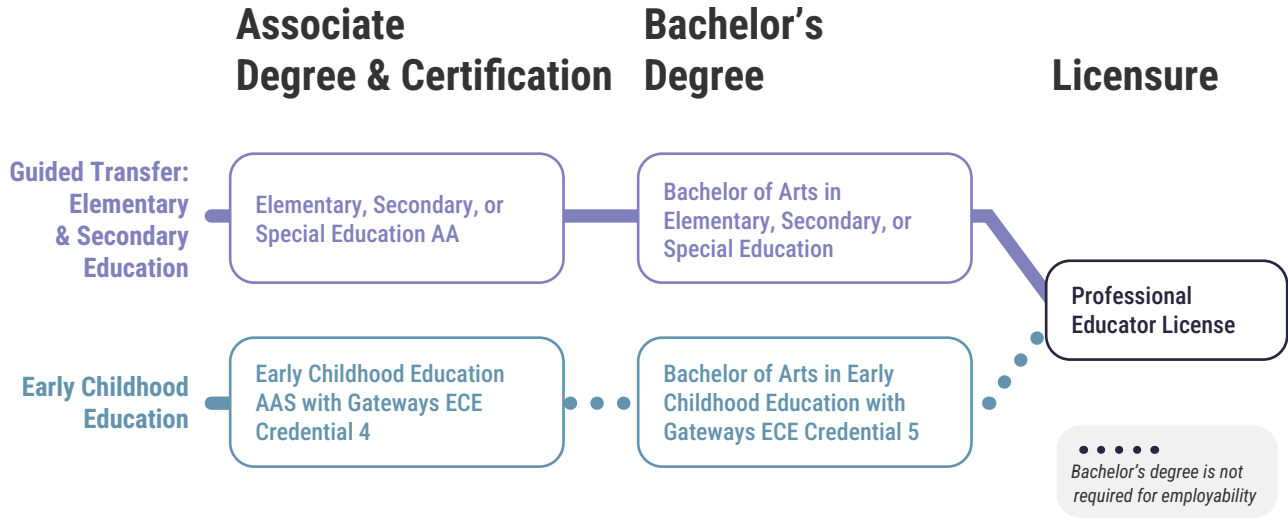 Associate
Degree & Certification
Bachelor’s
Degree
Licensure
Guided Transfer:
Elementary
& Secondary
Education
Elementary, Secondary, or
Special Education AA
Bachelor of Arts in
Elementary, Secondary, or
Special Education
Professional
Educator License
Early Childhood
Education
Early Childhood Education
AAS with Gateways ECE
Credential 4
Bachelor of Arts in Early
Childhood Education with
Gateways ECE Credential 5
Bachelor’s degree is not
required for employability